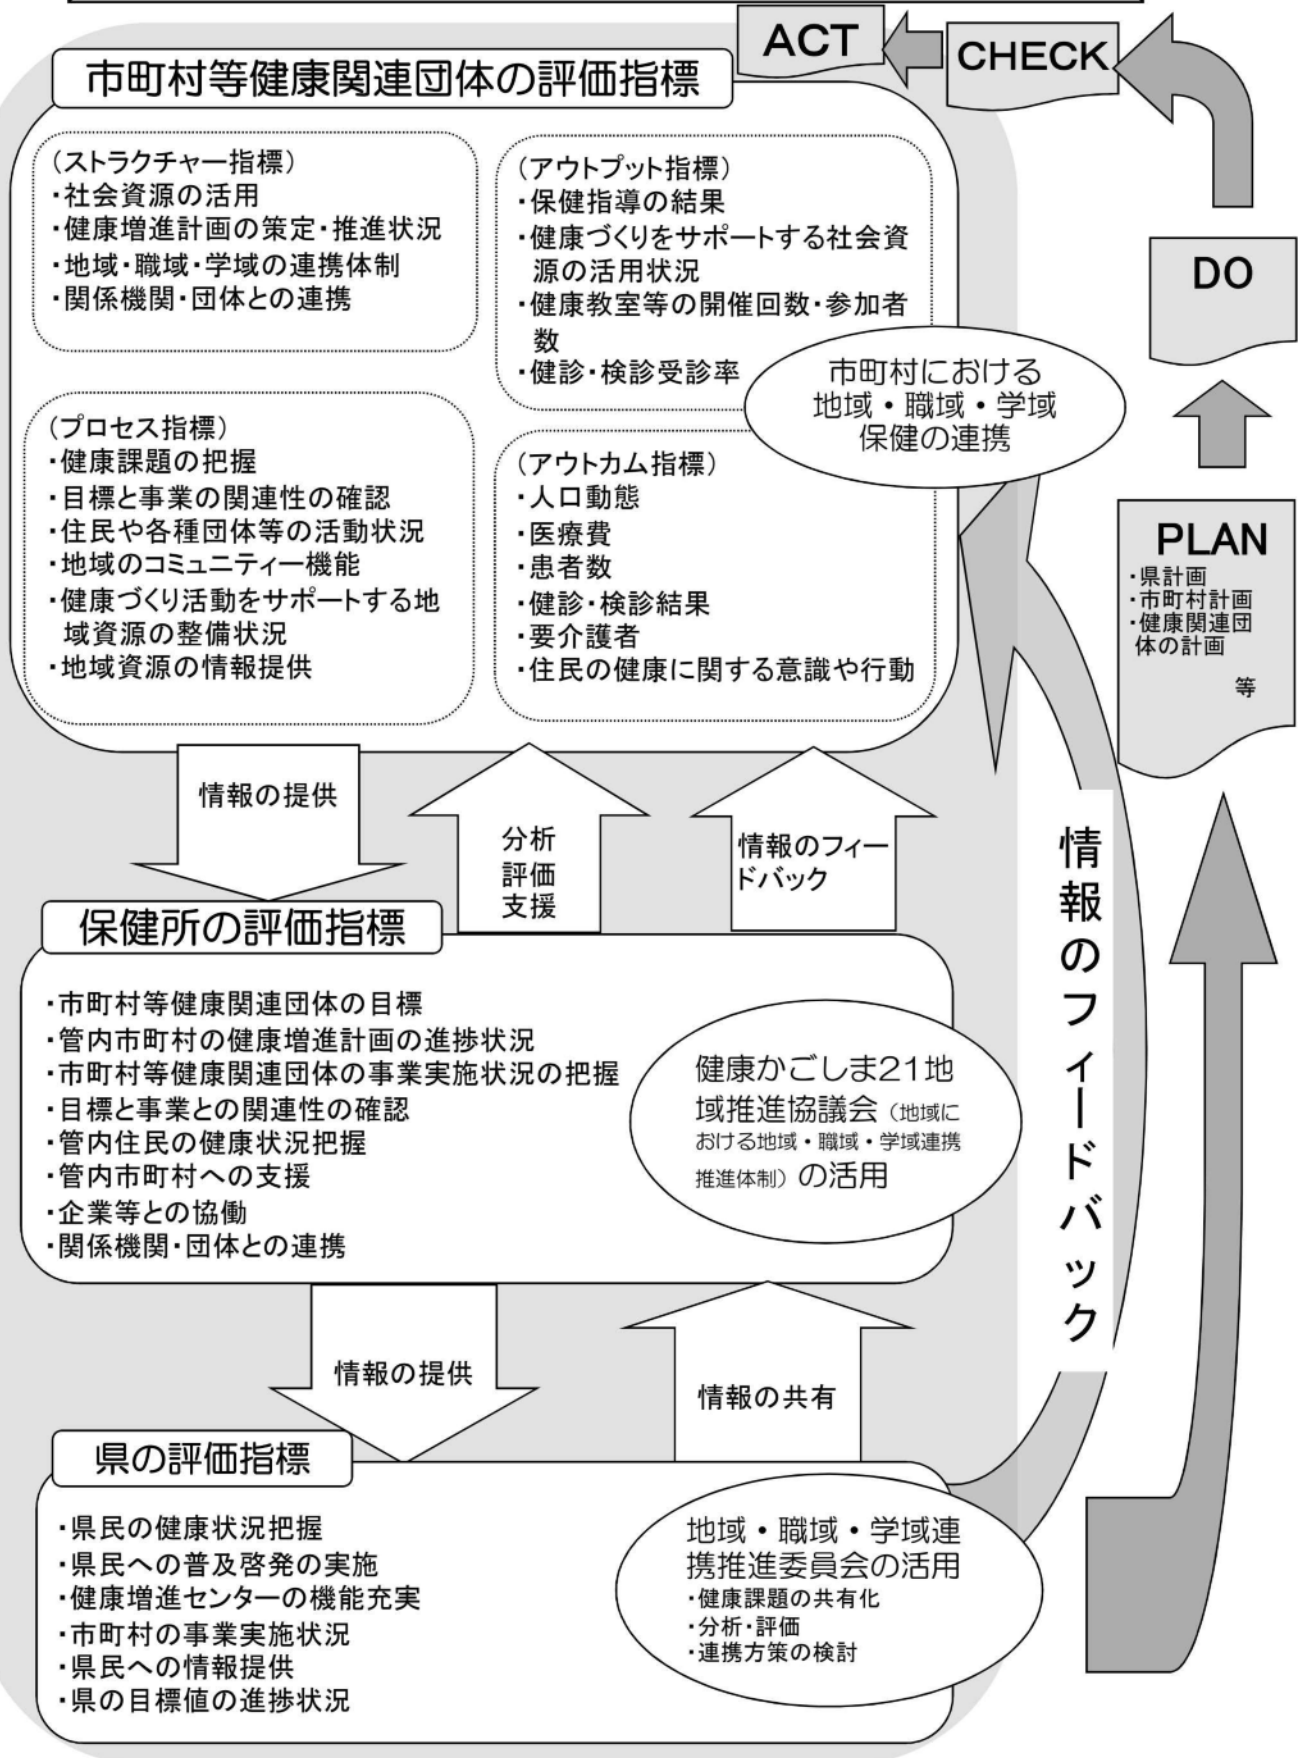 ACT
CHECK
市町村等健康関連団体の評価指標
（ストラクチャー指標）
・社会資源の活用
・健康増進計画の策定・推進状況
・地域・職域・学域の連携体制
・関係機関・団体との連携
（アウトプット指標）
・保健指導の結果
・健康づくりをサポートする社会資
源の活用状況
・健康教室等の開催回数・参加者
数
・健診・検診受診率
市町村における
地域・職域・学域
保健の連携
（プロセス指標）
・健康課題の把握
・目標と事業の関連性の確認
・住民や各種団体等の活動状況
・地域のコミュニティー機能
・健康づくり活動をサポートする地
域資源の整備状況
・地域資源の情報提供
（アウトカム指標）
・人口動態
・医療費
・患者数
・健診・検診結果
・要介護者
・住民の健康に関する意識や行動
DO
PLAN
・県計画
・市町村計画
・健康関連団
体の計画
等
情報の提供
分析
評価
支援
情報のフィー
ドバック
情報のフィードバック
保健所の評価指標
・市町村等健康関連団体の目標
・管内市町村の健康増進計画の進捗状況
・市町村等健康関連団体の事業実施状況の把握
・目標と事業との関連性の確認
・管内住民の健康状況把握
・管内市町村への支援
・企業等との協働
・関係機関・団体との連携
健康かごしま21地
域推進協議会（地域に
おける地域・職域・学域連携
推進体制）の活用
情報の提供
情報の共有
県の評価指標
・県民の健康状況把握
・県民への普及啓発の実施
・健康増進センターの機能充実
・市町村の事業実施状況
・県民への情報提供
・県の目標値の進捗状況
地域・職域・学域連
携推進委員会の活用
・健康課題の共有化
・分析・評価
・連携方策の検討